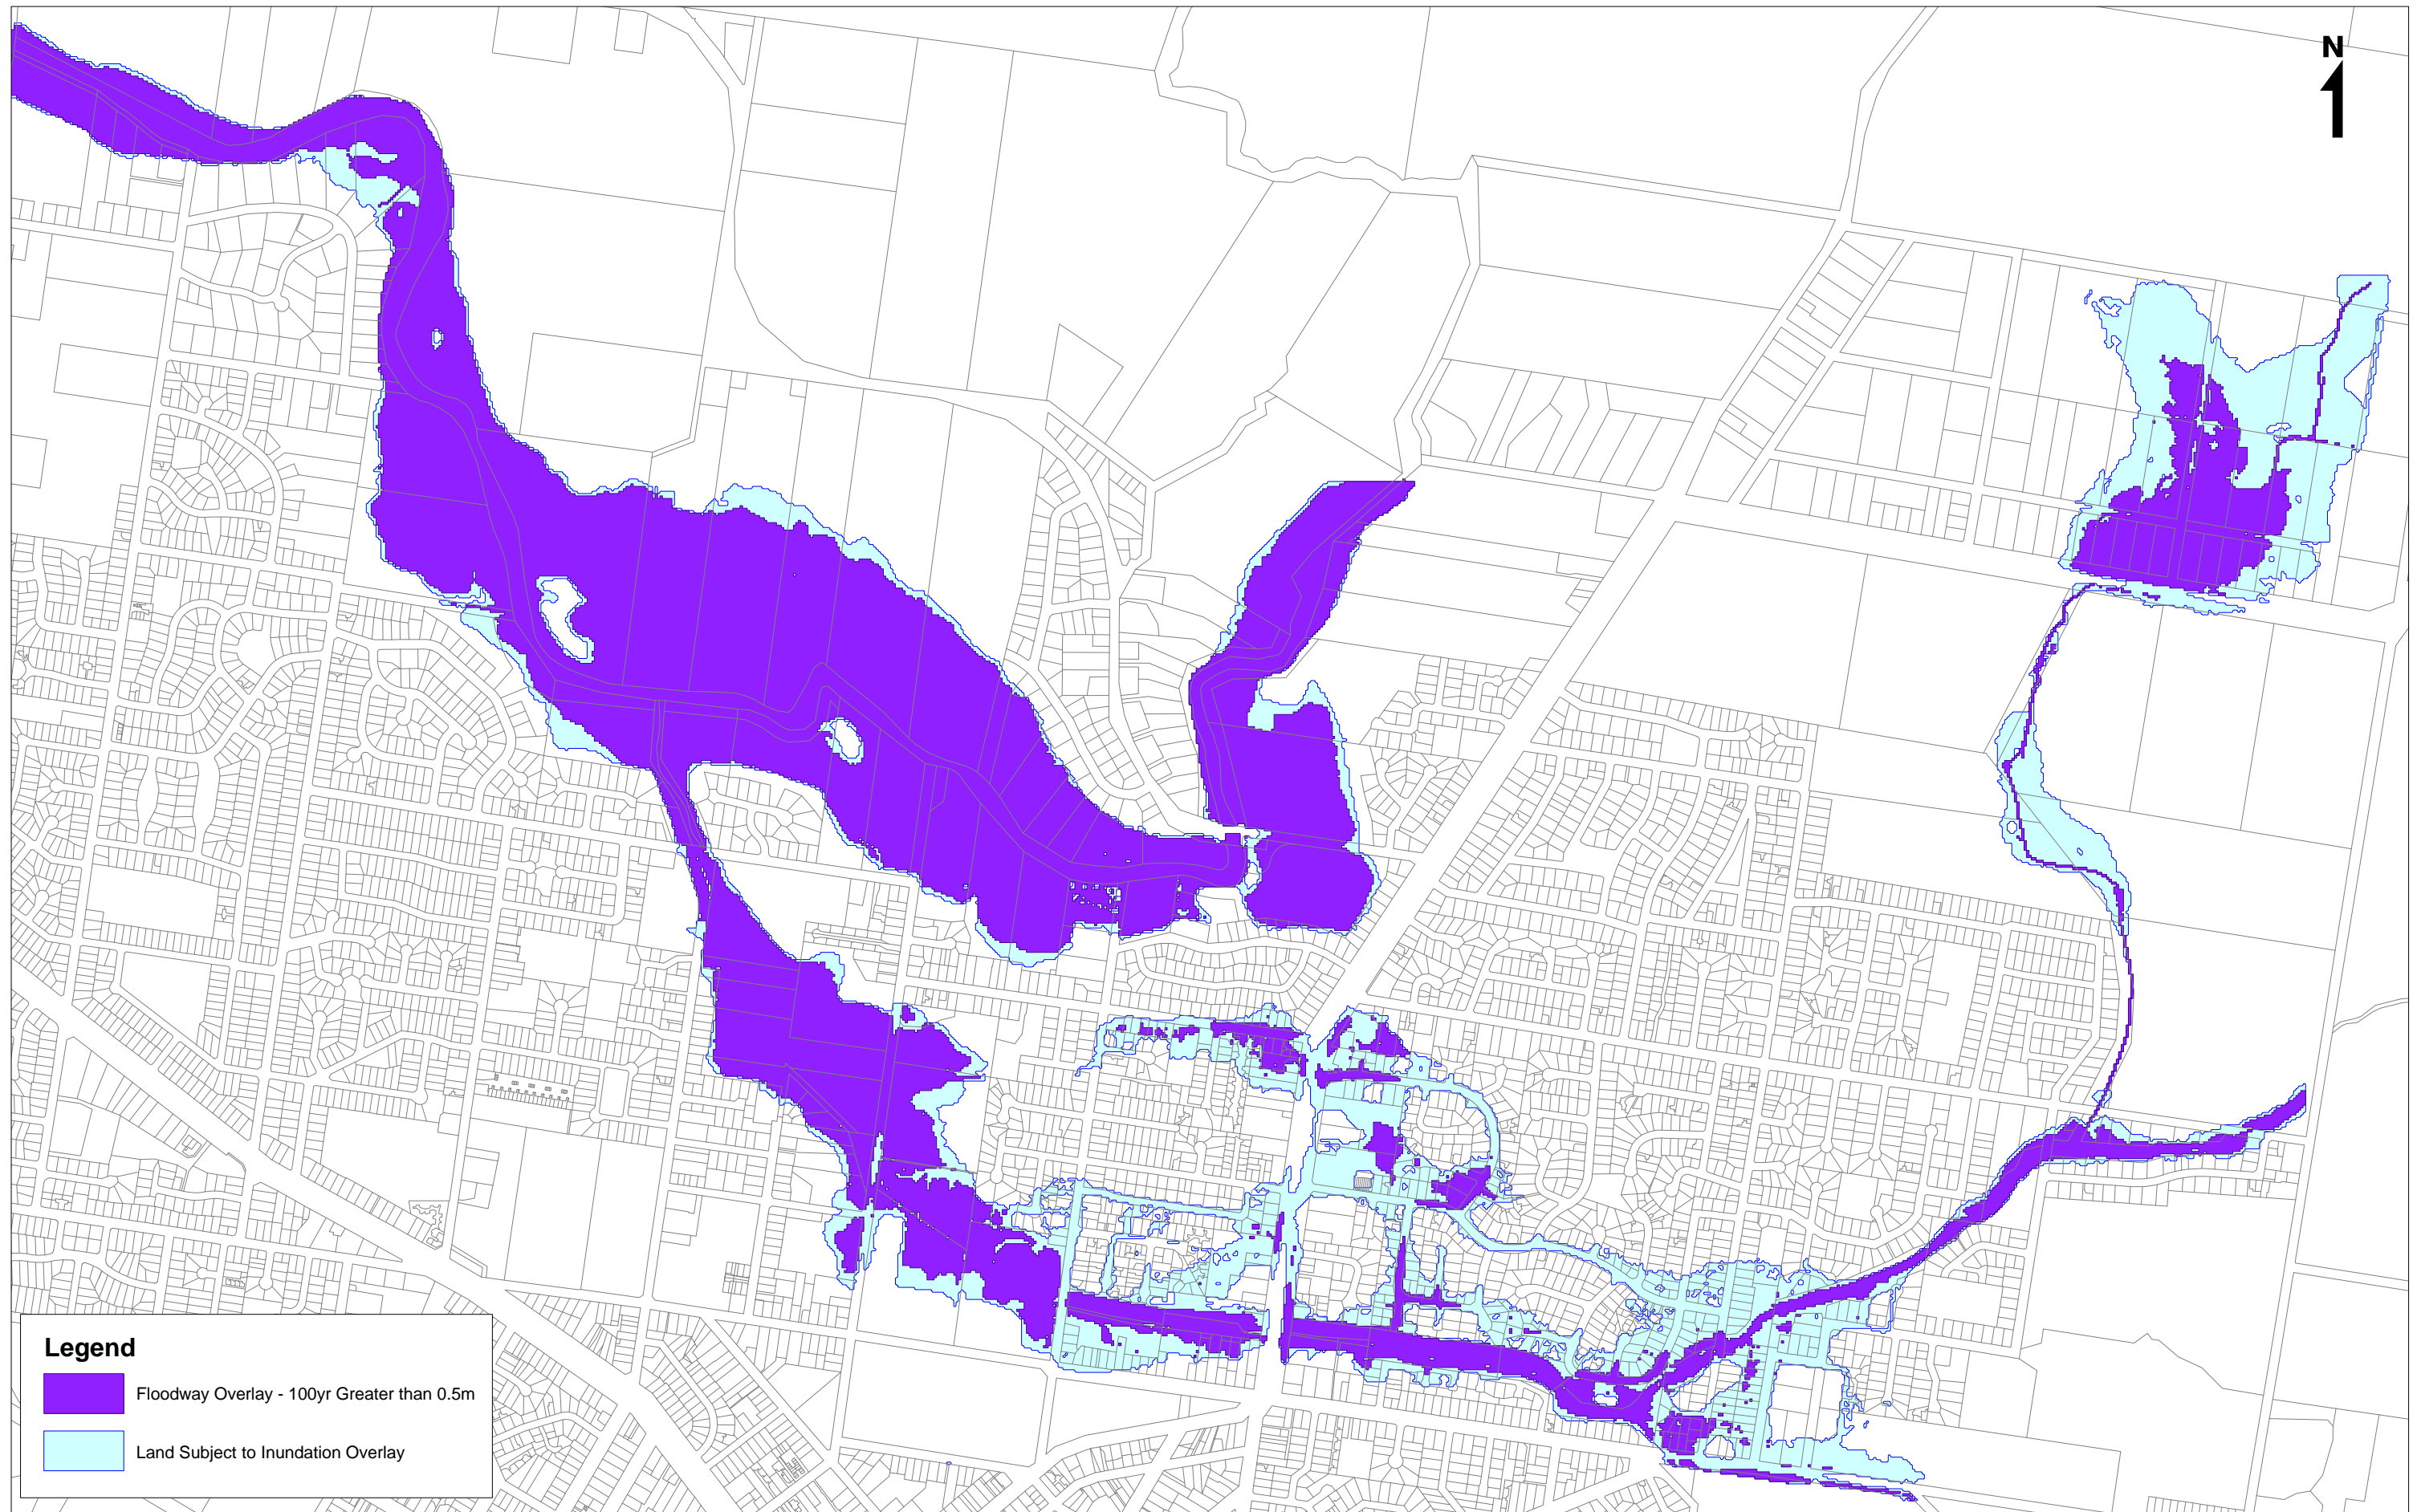 N
Legend
Floodway Overlay - 100yr Greater than 0.5m
Land Subject to Inundation Overlay